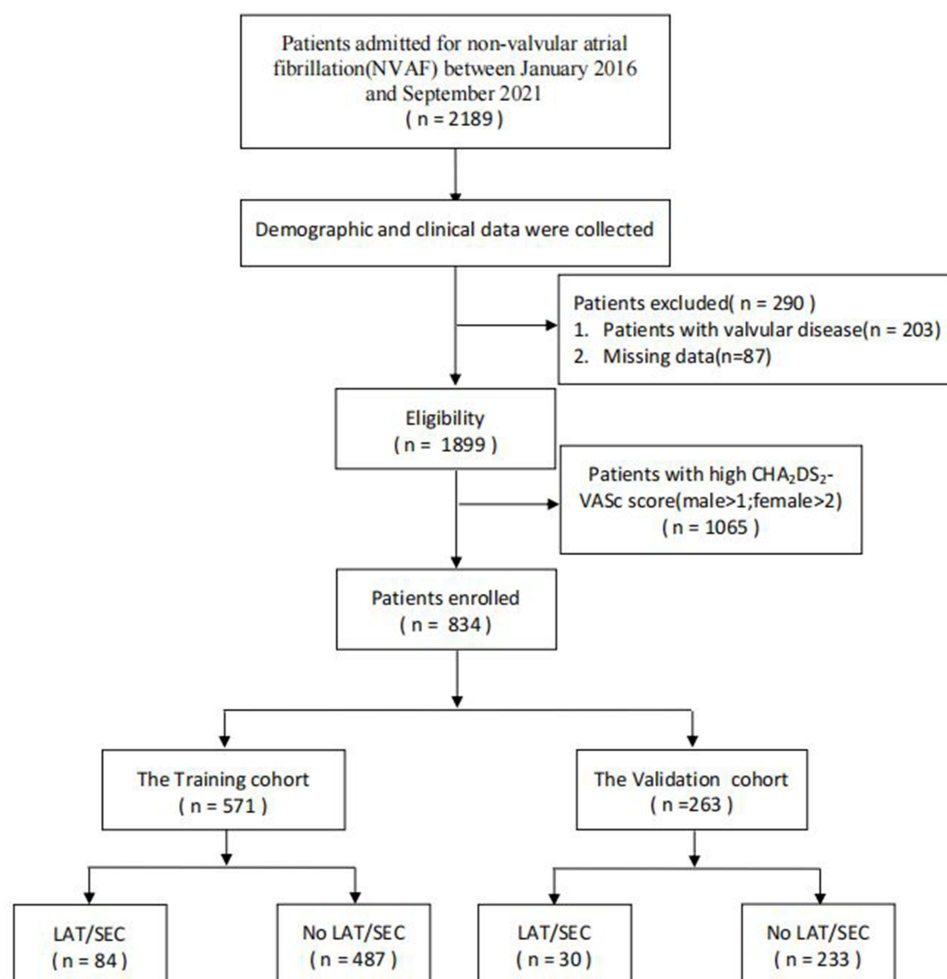 Patients admitted for non-valvular atrial
fibrillation(NVAF) between January 2016
and September 2021
( n = 2189 )
Demographic and clinical data were collected
Patients excluded( n = 290 )
1. Patients with valvular disease(n = 203)
2. Missing data(n=87)
Eligibility
( n = 1899 )
Patients with high CHA₂DS₂-
VASc score(male>1;female>2)
( n = 1065 )
Patients enrolled
( n = 834 )
The Training cohort
( n = 571 )
The Validation cohort
( n =263 )
LAT/SEC
( n = 84 )
No LAT/SEC
( n = 487 )
LAT/SEC
( n = 30 )
No LAT/SEC
( n = 233 )